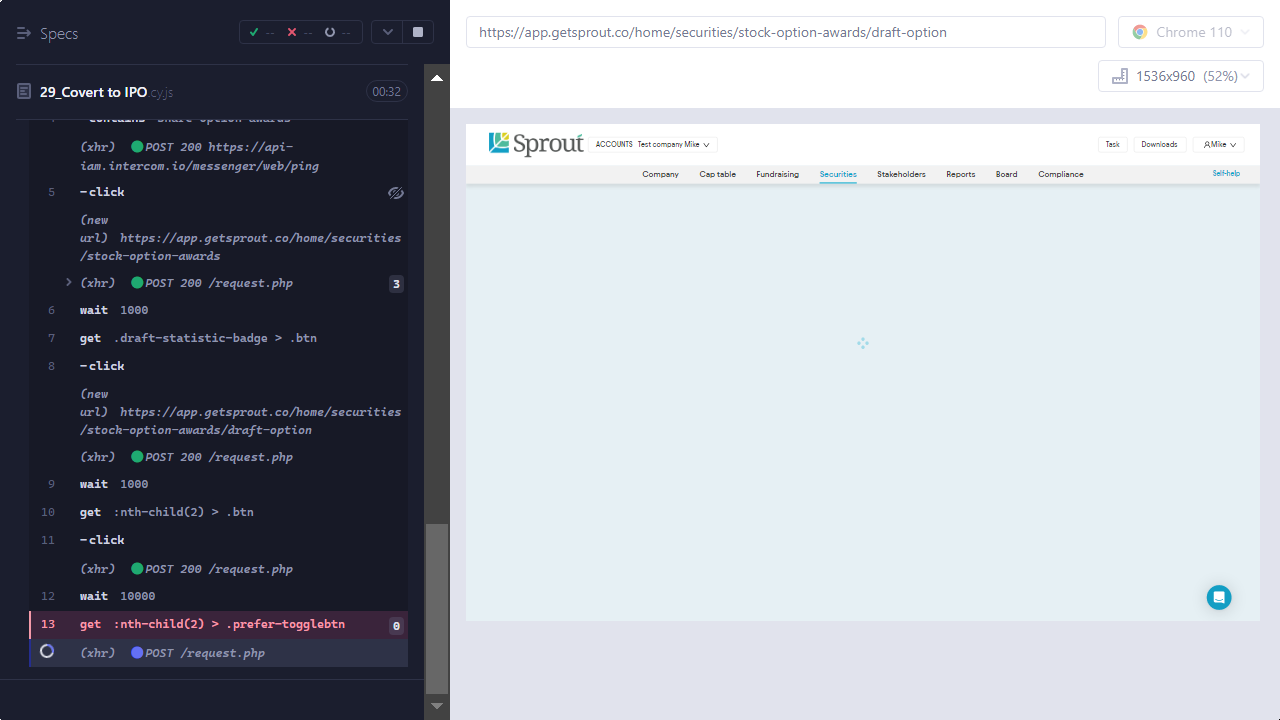 Specs
-- -- --
29_Covert to IPO.cy.js
00:32
(xhr) POST 200 https://api-
iam.intercom.io/messenger/web/ping
5 -click
(new
url) https://app.getsprout.co/home/securities
/stock-option-awards
(xhr) POST 200 /request.php 3
6 wait 1000
7 get .draft-statistic-badge > .btn
8 -click
(new
url) https://app.getsprout.co/home/securities
/stock-option-awards/draft-option
(xhr) POST 200 /request.php
9 wait 1000
10 get :nth-child(2) > .btn
11 -click
(xhr) POST 200 /request.php
12 wait 10000
13 get :nth-child(2) > .prefer-togglebtn 0
(xhr) POST /request.php
https://app.getsprout.co/home/securities/stock-option-awards/draft-option
Chrome 110
1536x960 (52%)
Sprout
ACCOUNTS Test company Mike
Task
Downloads
Mike
Company Cap table Fundraising Securities Stakeholders Reports Board Compliance
Self-help